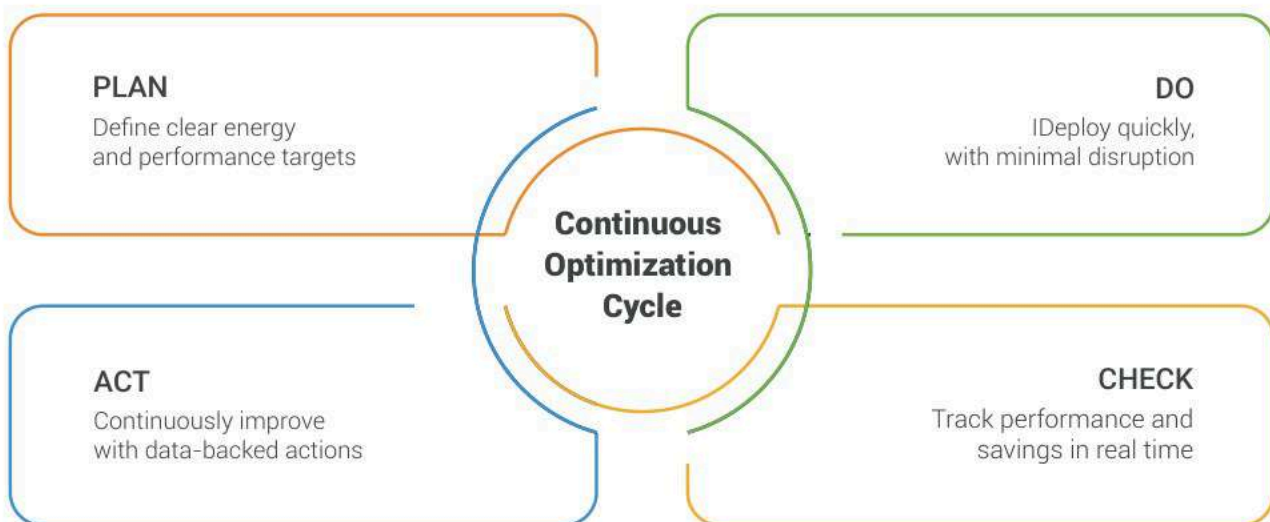 PLAN
Define clear energy
and performance targets
DO
IDeploy quickly,
with minimal disruption
Continuous
Optimization
Cycle
ACT
Continuously improve
with data-backed actions
CHECK
Track performance and
savings in real time